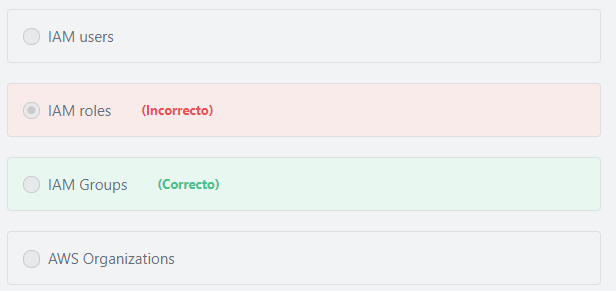 IAM users
IAM roles (Incorrecto)
IAM Groups (Correcto)
AWS Organizations